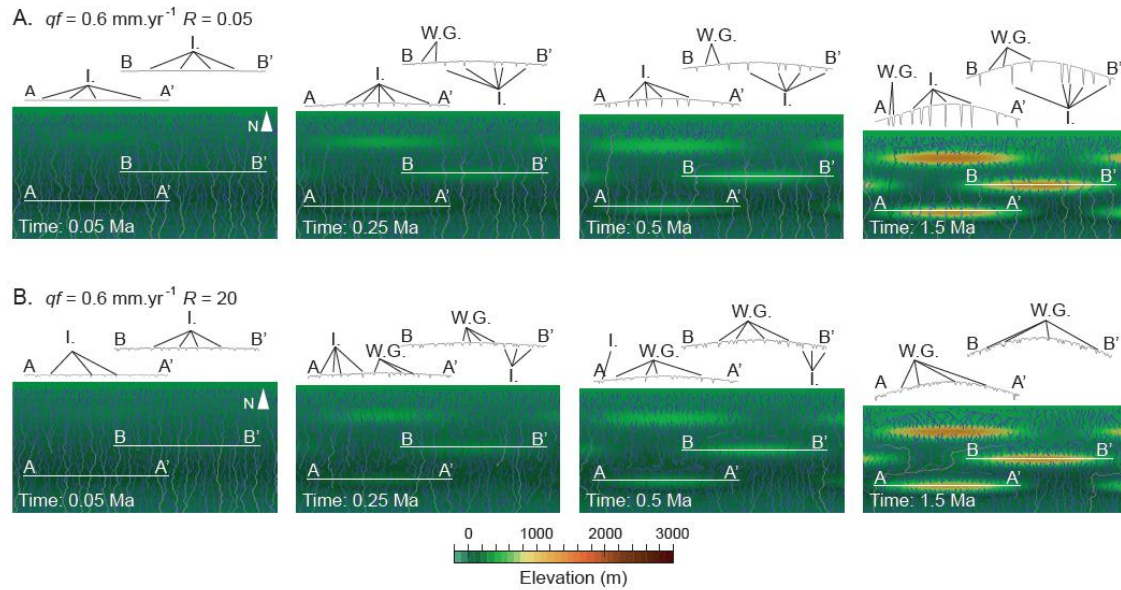 A. qf = 0.6 mm.yr⁻¹ R = 0.05
I.
B B'
I.
A A'
N
B B'
A A'
Time: 0.05 Ma
W.G.
B B'
I.
A A'
I.
B B'
A A'
Time: 0.25 Ma
W.G.
B B'
I.
A A'
I.
B B'
A A'
Time: 0.5 Ma
W.G.
B B'
W.G.
I.
A A'
I.
B B'
A A'
Time: 1.5 Ma
B. qf = 0.6 mm.yr⁻¹ R = 20
I.
B B'
I.
A A'
N
B B'
A A'
Time: 0.05 Ma
W.G.
B B'
I.
W.G.
A A'
I.
B B'
A A'
Time: 0.25 Ma
W.G.
B B'
I.
W.G.
A A'
I.
B B'
A A'
Time: 0.5 Ma
W.G.
B B'
W.G.
A A'
B B'
A A'
Time: 1.5 Ma
0 1000 2000 3000
Elevation (m)